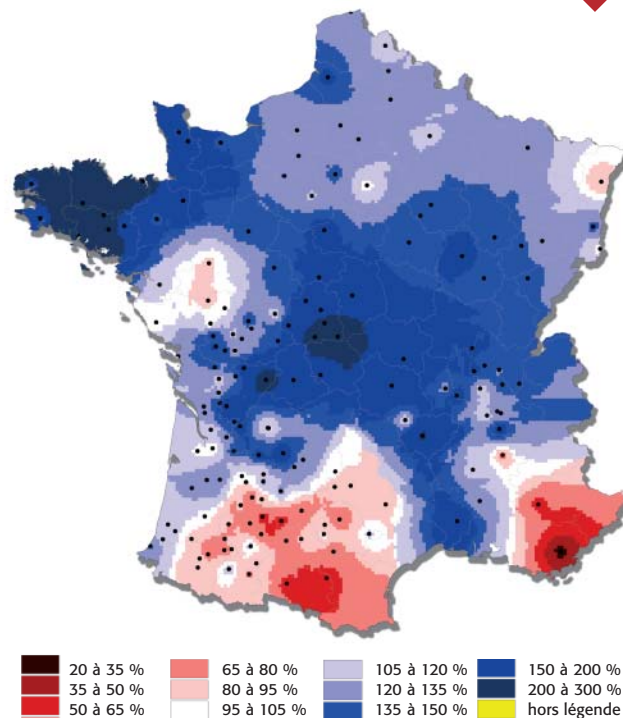 20 à 35 % 65 à 80 % 105 à 120 % 150 à 200 %
35 à 50 % 80 à 95 % 120 à 135 % 200 à 300 %
50 à 65 % 95 à 105 % 135 à 150 % hors légende